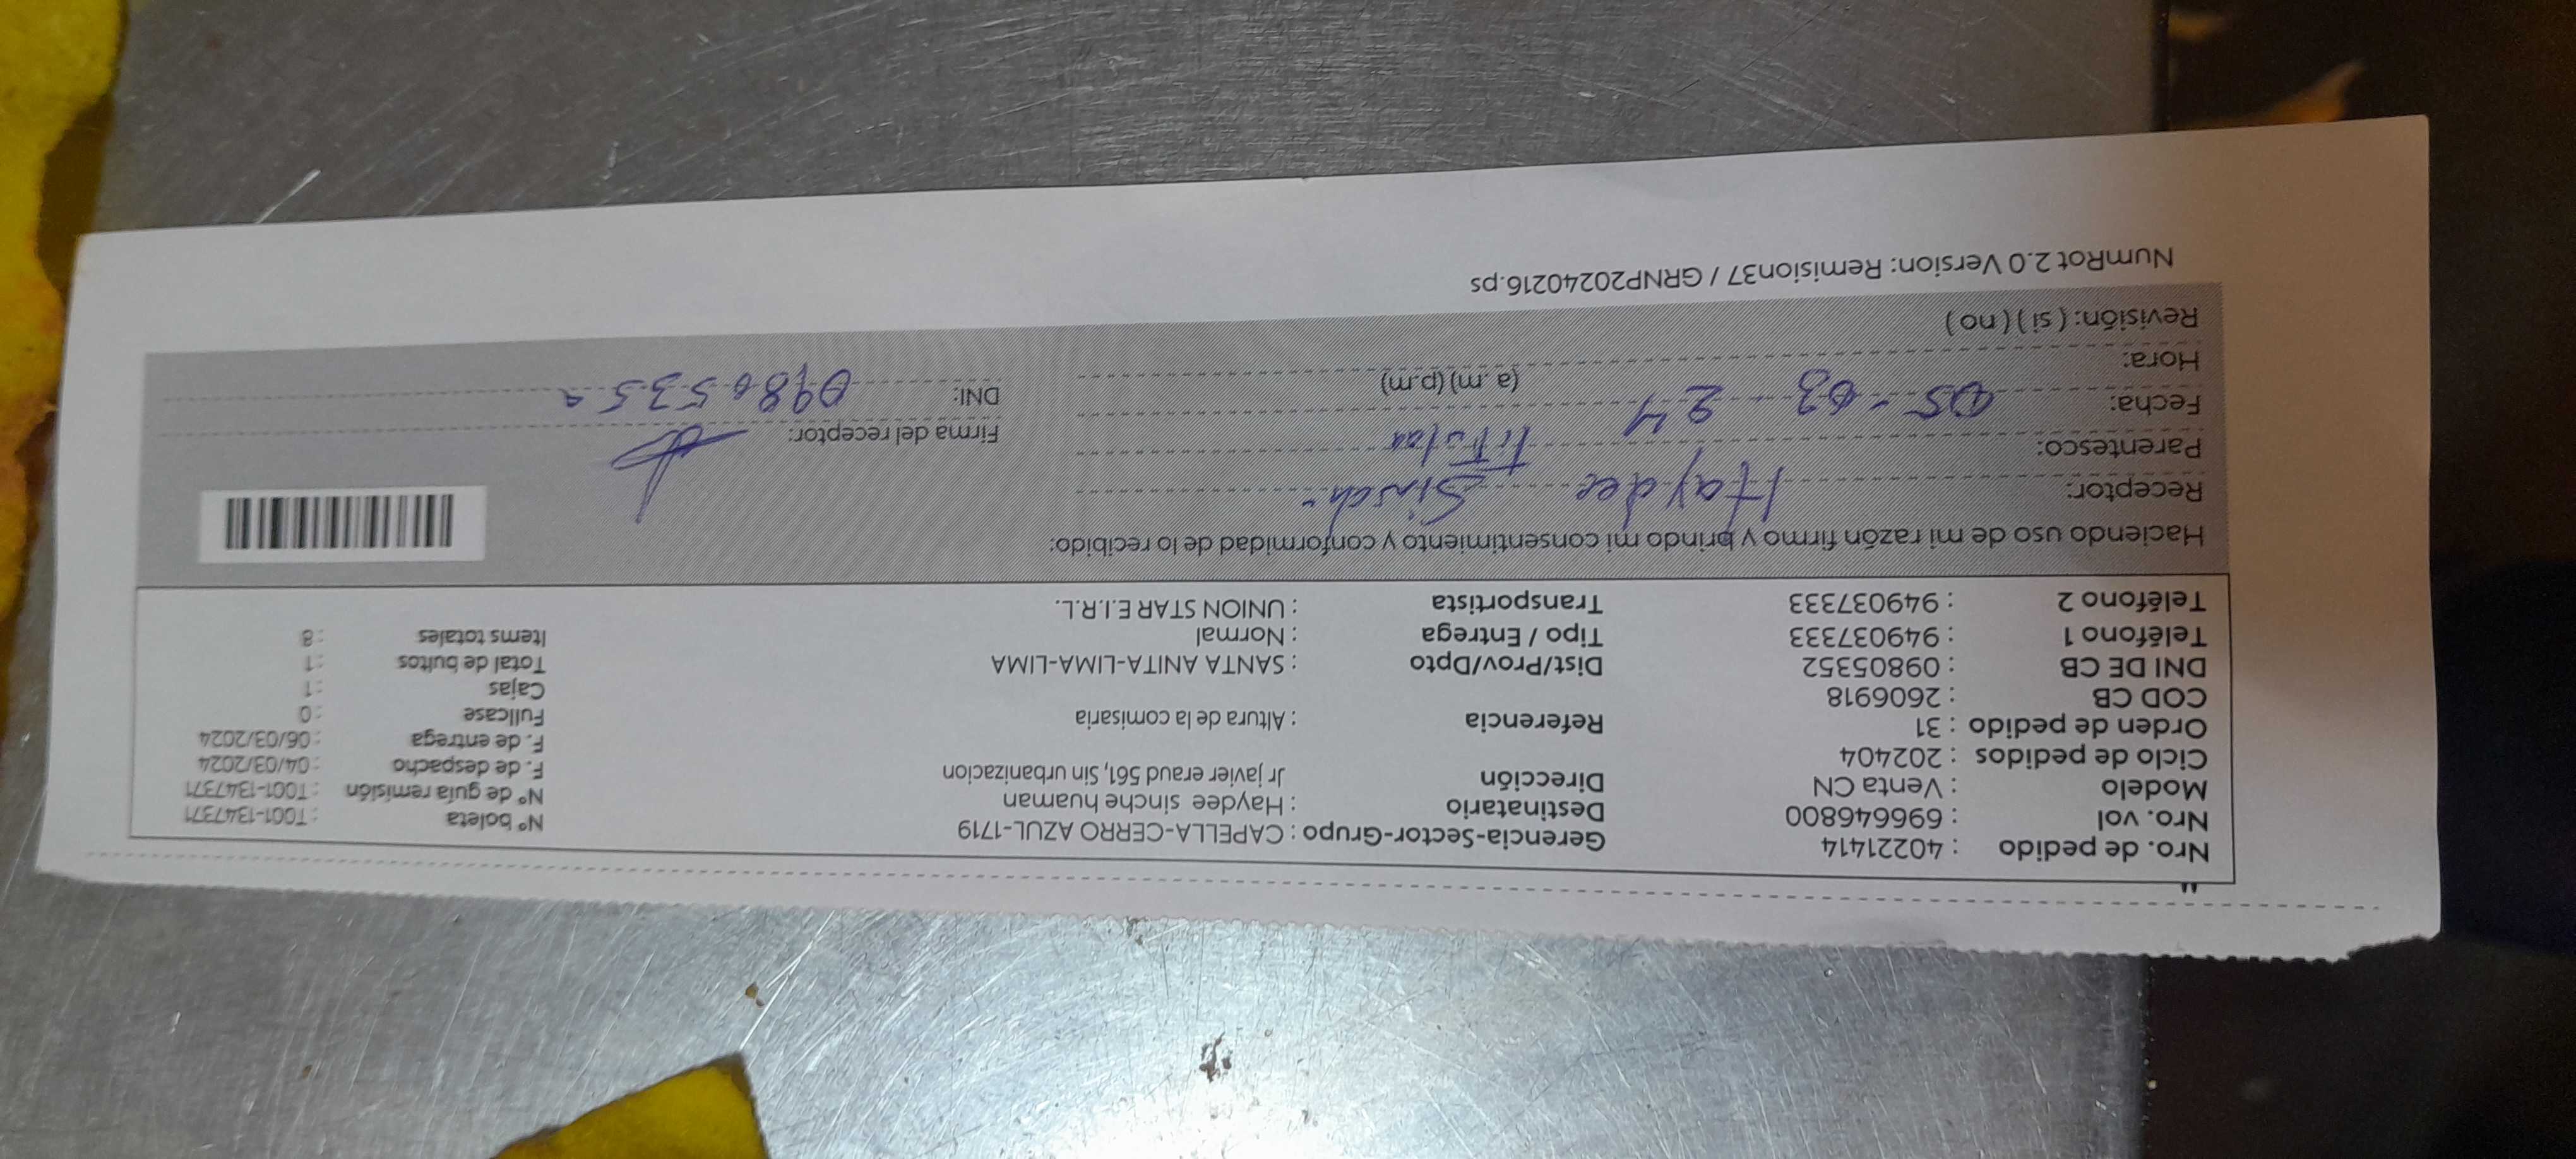 Nro. de pedido : 40221414 Gerencia-Sector-Grupo : CAPELLA-CERRO AZUL-1719 N° boleta : T001-1347371
Nro. vol : 696646800 Destinatario : Haydee sinche huaman N° de guía remisión : T001-1347371
Modelo : Venta CN Dirección Jr javier eraud 561, Sin urbanizacion F. de despacho : 04/03/2024
Ciclo de pedidos : 202404 F. de entrega : 06/03/2024
Orden de pedido : 31 Referencia : Altura de la comisaria Fullcase : 0
COD CB : 2606918 Cajas : 1
DNI DE CB : 09805352 Dist/Prov/Dpto : SANTA ANITA-LIMA-LIMA Total de bultos : 1
Teléfono 1 : 949037333 Tipo / Entrega : Normal Items totales : 8
Teléfono 2 : 949037333 Transportista : UNION STAR E.I.R.L.
Haciendo uso de mi razón firmo y brindo mi consentimiento y conformidad de lo recibido:
Receptor: Haydee Sinche
Parentesco: Titular Firma del receptor:
Fecha: 05-03-24 DNI: 09805352
Hora: (a .m) (p.m)
Revisión: ( si ) ( no )
NumRot 2.0 Version: Remision37 / GRNP20240216.ps